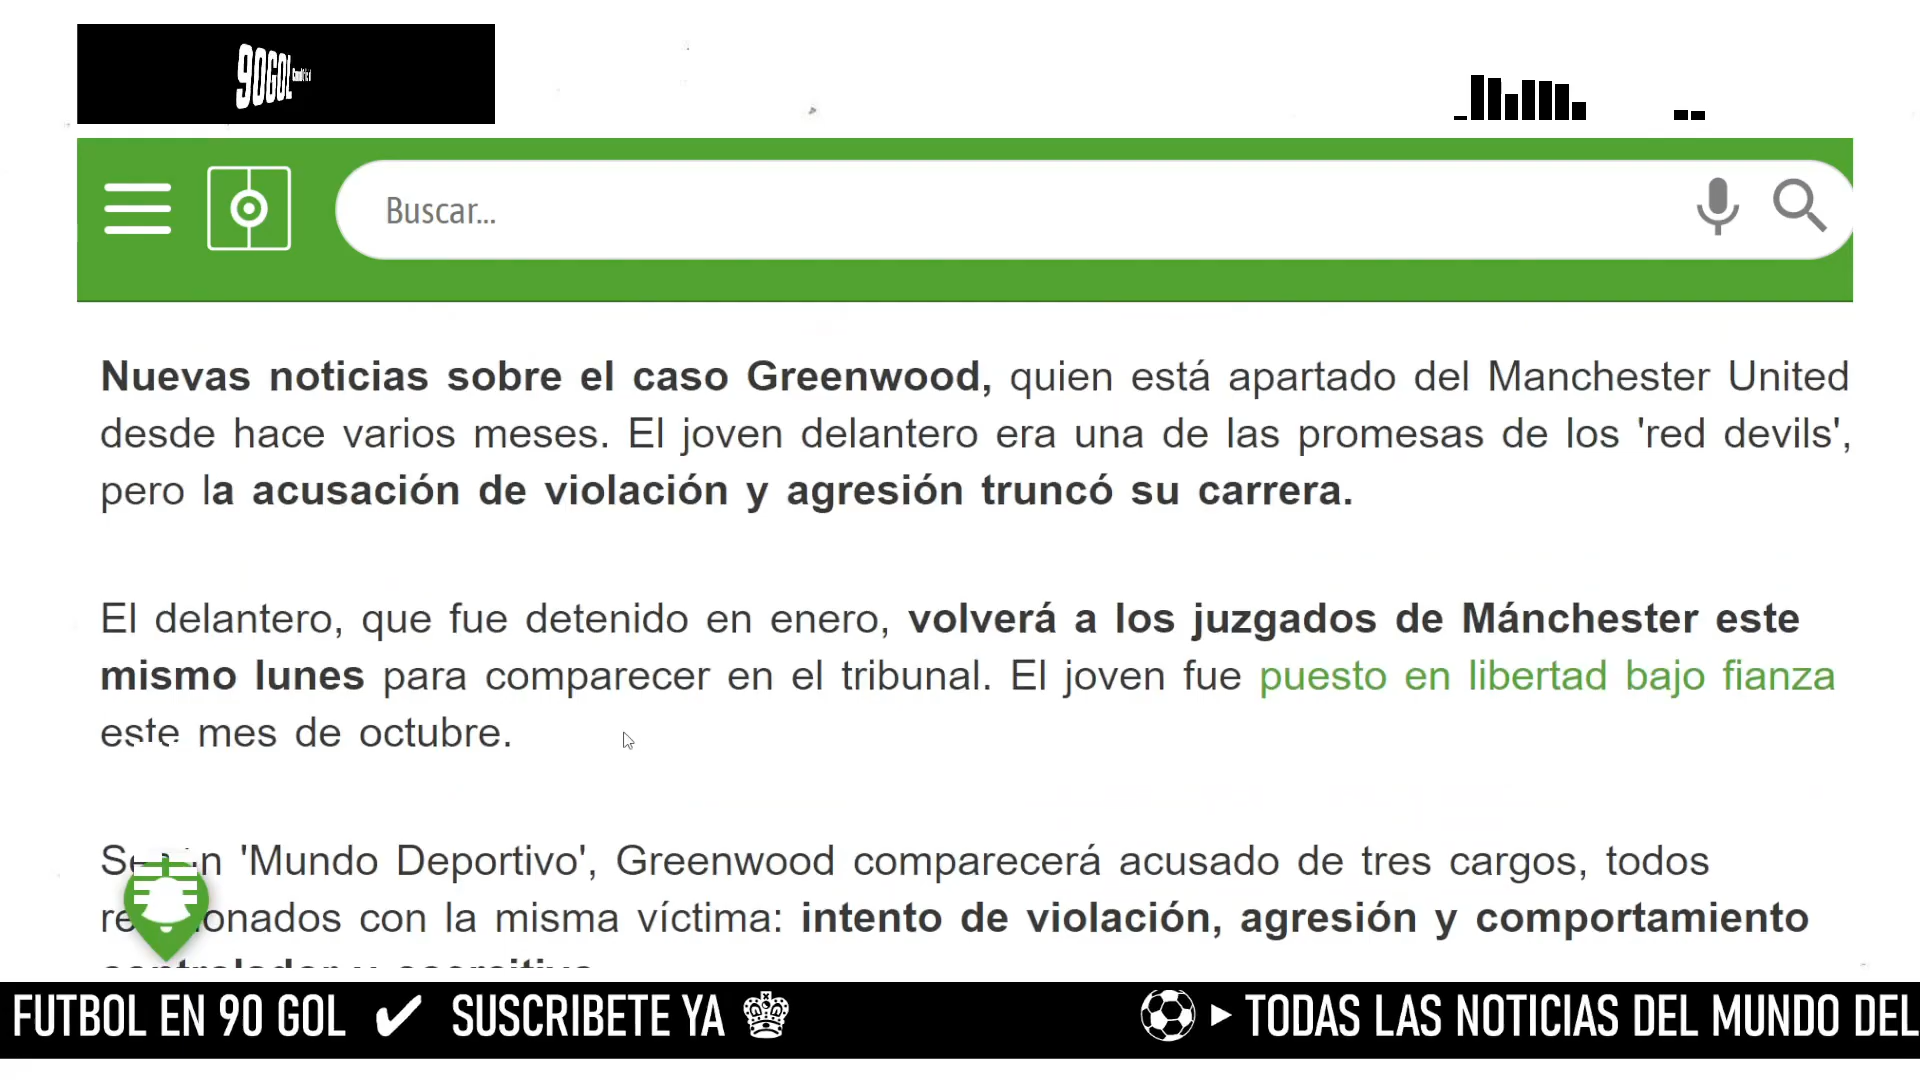 90GOL
Buscar...
Nuevas noticias sobre el caso Greenwood, quien está apartado del Manchester United
desde hace varios meses. El joven delantero era una de las promesas de los 'red devils',
pero la acusación de violación y agresión truncó su carrera.
El delantero, que fue detenido en enero, volverá a los juzgados de Mánchester este
mismo lunes para comparecer en el tribunal. El joven fue puesto en libertad bajo fianza
este mes de octubre.
'Mundo Deportivo', Greenwood comparecerá acusado de tres cargos, todos
con la misma víctima: intento de violación, agresión y comportamiento
FUTBOL EN 90 GOL ✔ SUSCRIBETE YA ♚ ⚽ ► TODAS LAS NOTICIAS DEL MUNDO DEL